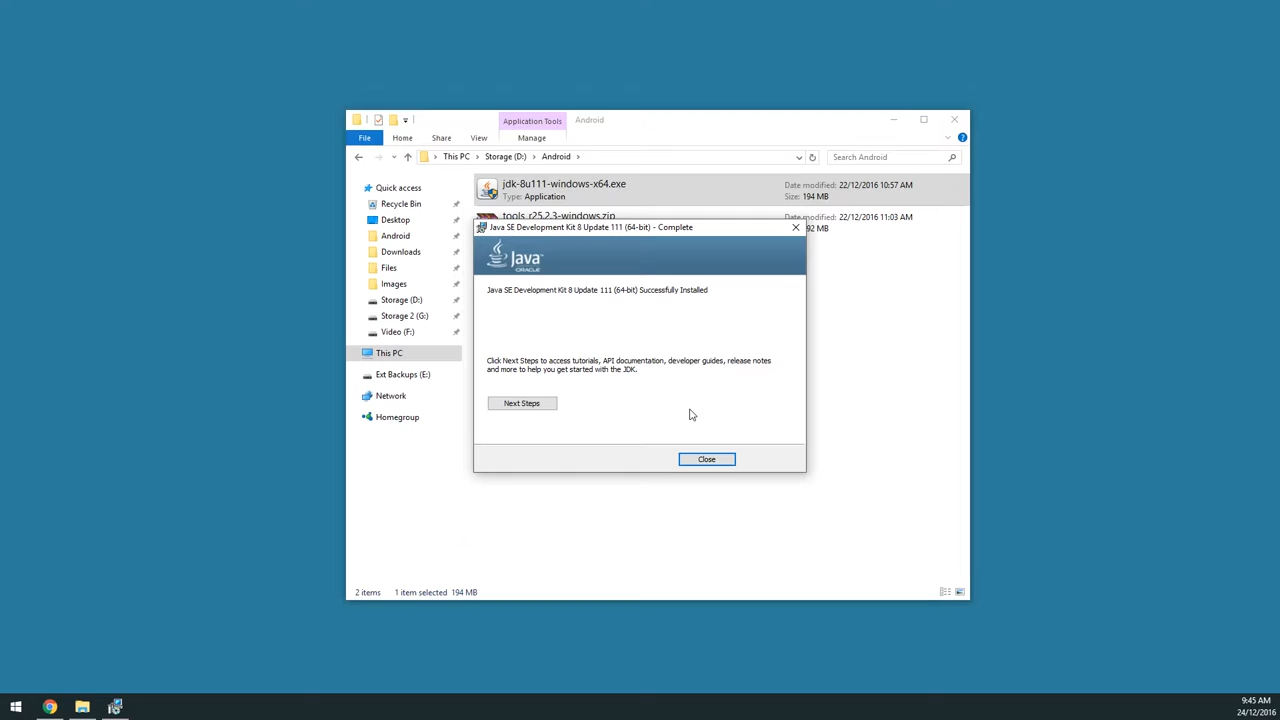 Application Tools
Android
File
Home
Share
View
Manage
This PC
Storage (D:)
Android
Search Android
Quick access
Recycle Bin
Desktop
Android
Downloads
Files
Images
Storage (D:)
Storage 2 (G:)
Video (F:)
This PC
Ext Backups (E:)
Network
Homegroup
jdk-8u111-windows-x64.exe
Type: Application
Date modified: 22/12/2016 10:57 AM
Size: 194 MB
tools_r25.2.3-windows.zip
Date modified: 22/12/2016 11:03 AM
92 MB
Java SE Development Kit 8 Update 111 (64-bit) - Complete
Java
ORACLE
Java SE Development Kit 8 Update 111 (64-bit) Successfully Installed
Click Next Steps to access tutorials, API documentation, developer guides, release notes
and more to help you get started with the JDK.
Next Steps
Close
2 items
1 item selected 194 MB
9:45 AM
24/12/2016